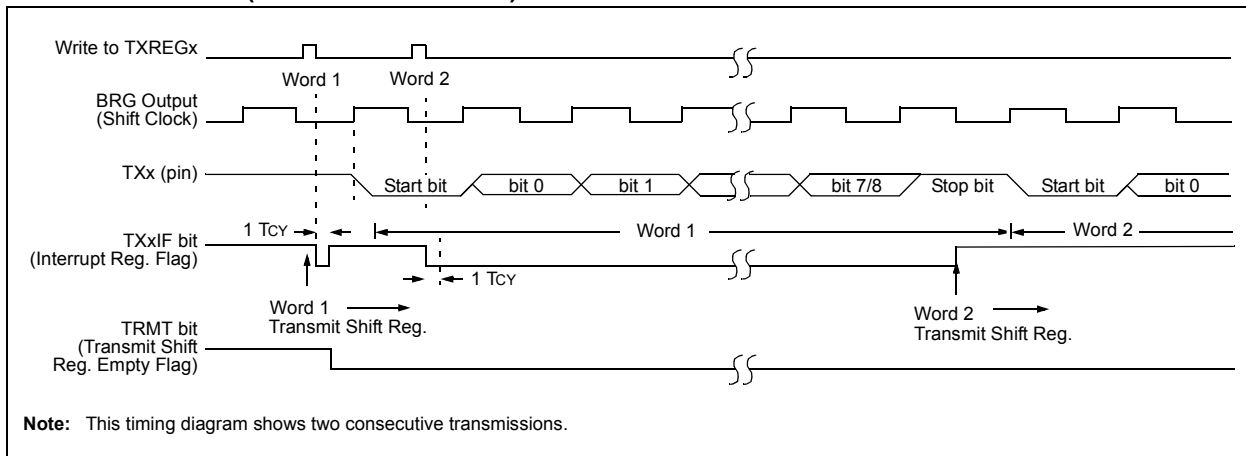 Write to TXREGx
Word 1
Word 2
BRG Output
(Shift Clock)
TXx (pin)
Start bit
bit 0
bit 1
bit 7/8
Stop bit
Start bit
bit 0
1 TCY
Word 1
Word 2
TXxIF bit
(Interrupt Reg. Flag)
1 TCY
Word 1
Transmit Shift Reg.
Word 2
Transmit Shift Reg.
TRMT bit
(Transmit Shift
Reg. Empty Flag)
Note: This timing diagram shows two consecutive transmissions.